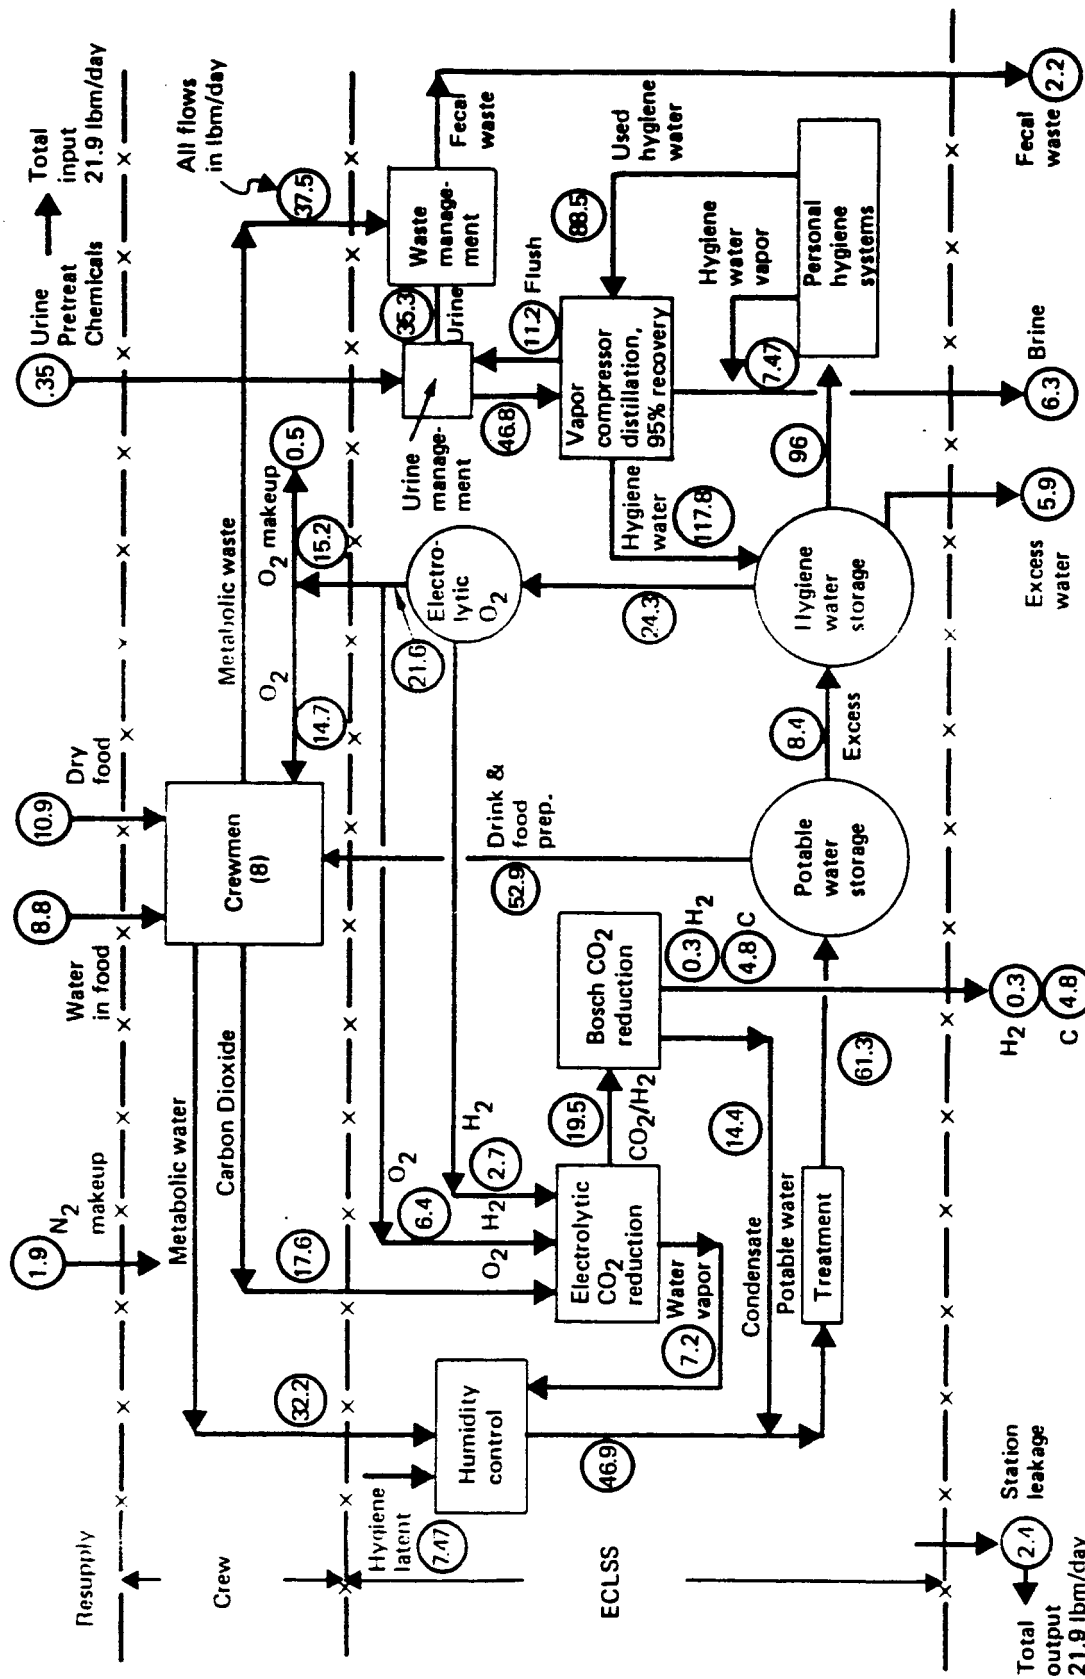 Resupply
Crew
ECLSS
1.9
N2
makeup
8.8
Water
in food
10.9
Dry
food
.35
Urine
Pretreat
Chemicals
Total
input
21.9 lbm/day
All flows
in lbm/day
Metabolic water
Carbon Dioxide
Crewmen
(8)
Metabolic waste
O2
14.7
O2 makeup
15.2
0.5
37.5
32.2
17.6
Hygiene
latent
7.47
Humidity
control
46.9
O2
6.4
O2
H2
2.7
H2
Electrolytic
CO2
reduction
Water
vapor
7.2
19.5
CO2/H2
Bosch CO2
reduction
0.3
H2
4.8
C
14.4
Condensate
Potable water
Treatment
61.3
52.9
Drink &
food
prep.
Potable
water
storage
8.4
Excess
21.6
Electro-
lytic
O2
24.3
Hygiene
water
storage
Urine
manage-
ment
35.3
Urine
Waste
manage-
ment
Fecal
waste
46.8
11.2
Flush
Vapor
compressor
distillation,
95% recovery
Hygiene
water
117.8
88.5
Used
hygiene
water
Hygiene
water
vapor
7.47
Personal
hygiene
systems
96
Total
output
21.9 lbm/day
2.4
Station
leakage
H2
0.3
C
4.8
Excess
water
5.9
6.3
Brine
Fecal
waste
2.2